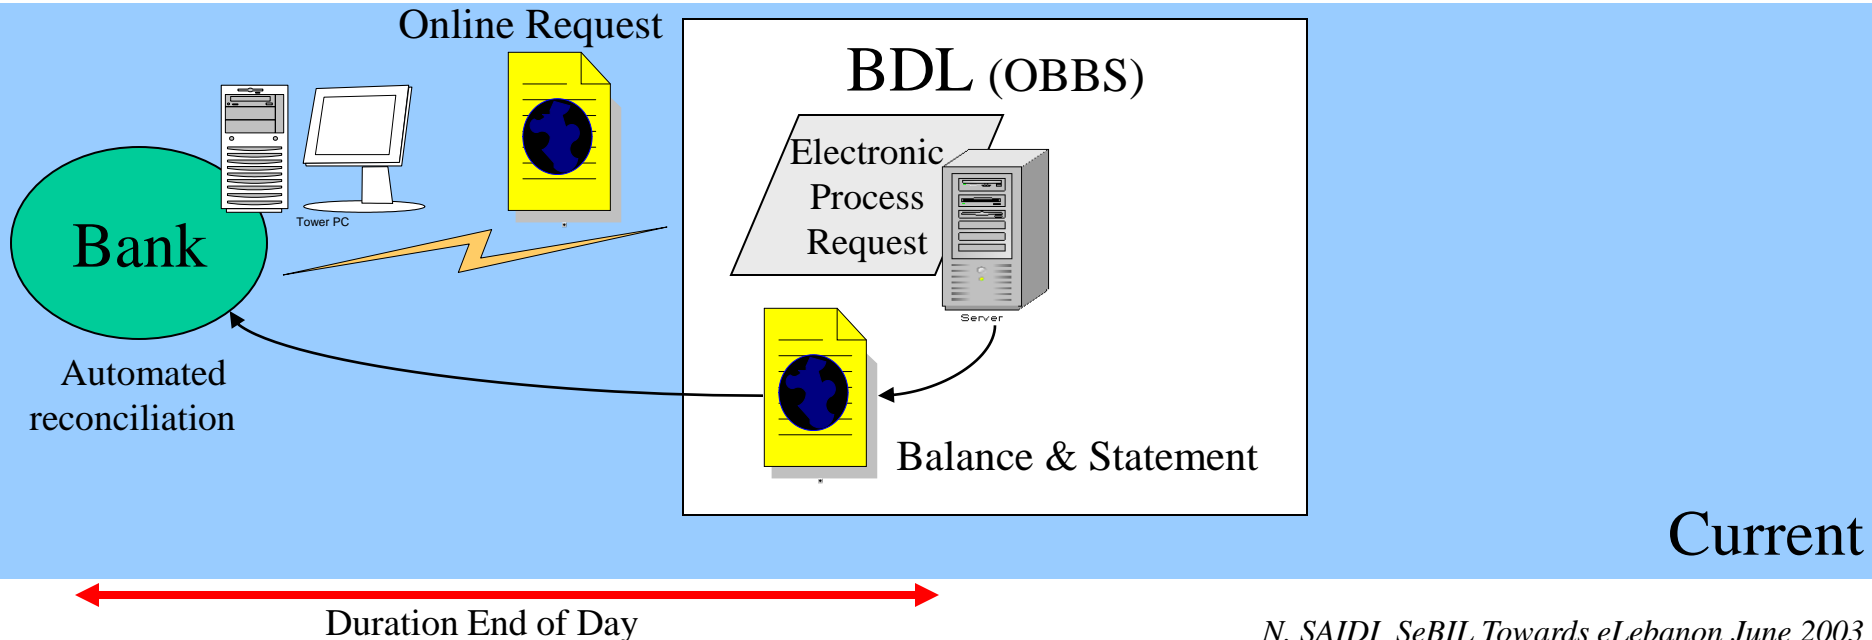 Online Request
BDL (OBBS)
Electronic
Process
Request
Tower PC
Bank
Server
Automated
reconciliation
Balance & Statement
Current
Duration End of Day
N. SAIDI SeBIL Towards eLebanon June 2003